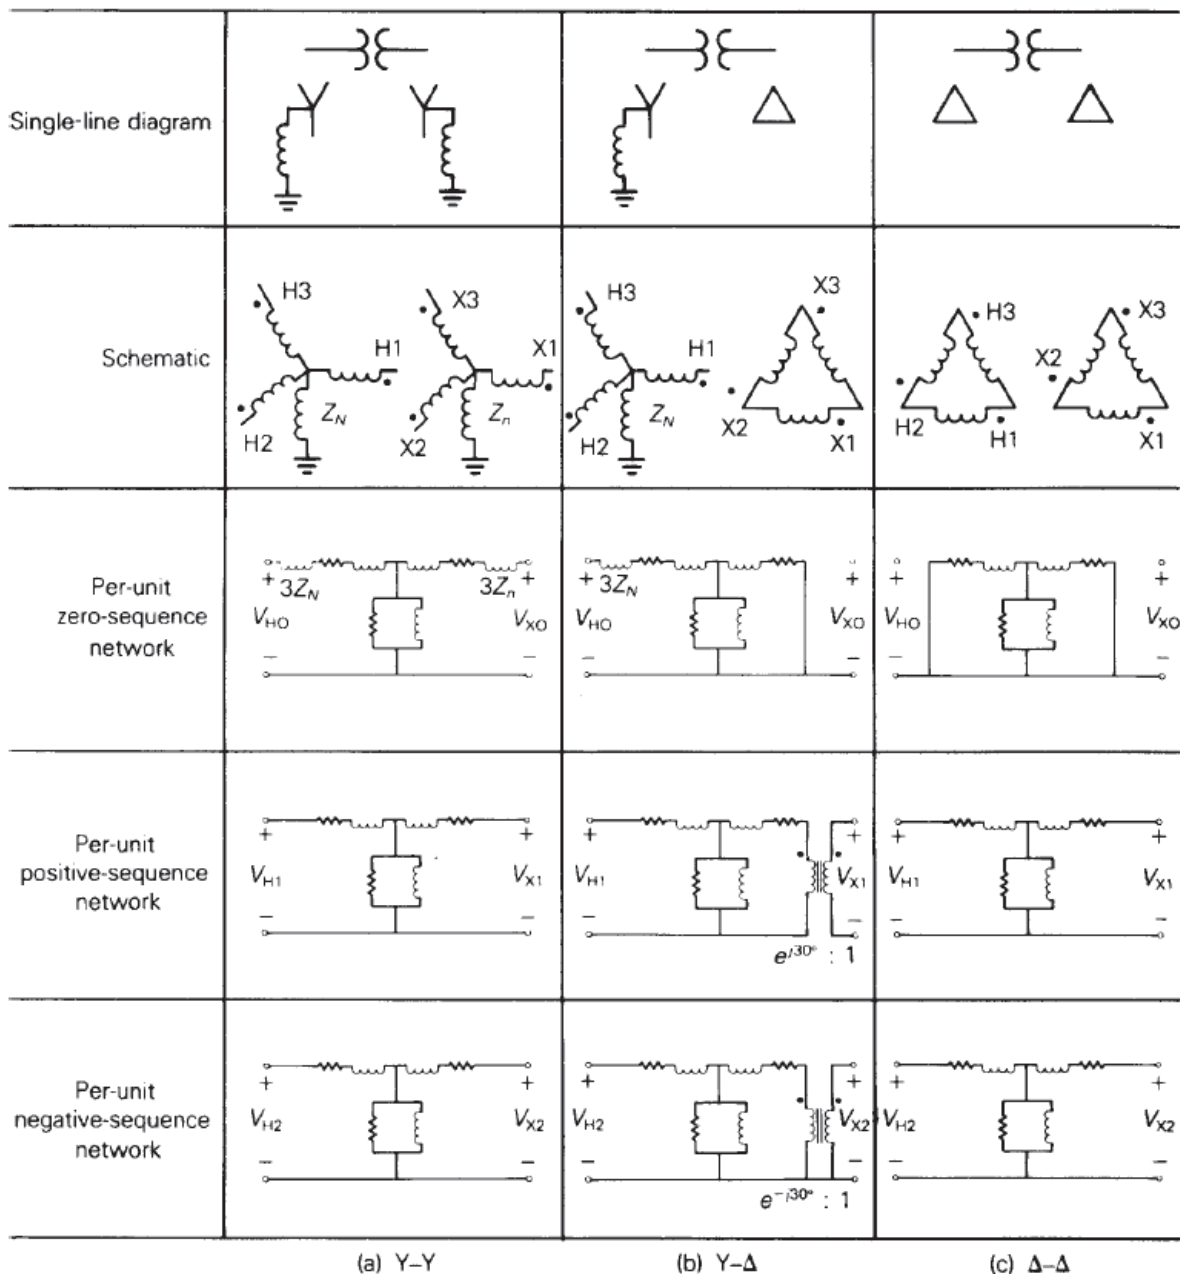 Single-line diagram
Schematic
H3
X3
H1
X1
Z_N
Z_n
H2
X2
H3
X3
H1
Z_N
X2
H2
X1
H3
X3
X2
H2
H1
X1
Per-unit
zero-sequence
network
+
3Z_N
3Z_n
+
V_HO
V_XO
−
−
+
3Z_N
+
V_HO
V_XO
−
−
+
+
V_HO
V_XO
−
−
Per-unit
positive-sequence
network
+
+
V_H1
V_X1
−
−
+
+
V_H1
V_X1
−
−
e^j30° : 1
+
+
V_H1
V_X1
−
−
Per-unit
negative-sequence
network
+
+
V_H2
V_X2
−
−
+
+
V_H2
V_X2
−
−
e^−j30° : 1
+
+
V_H2
V_X2
−
−
(a) Y–Y
(b) Y–Δ
(c) Δ–Δ